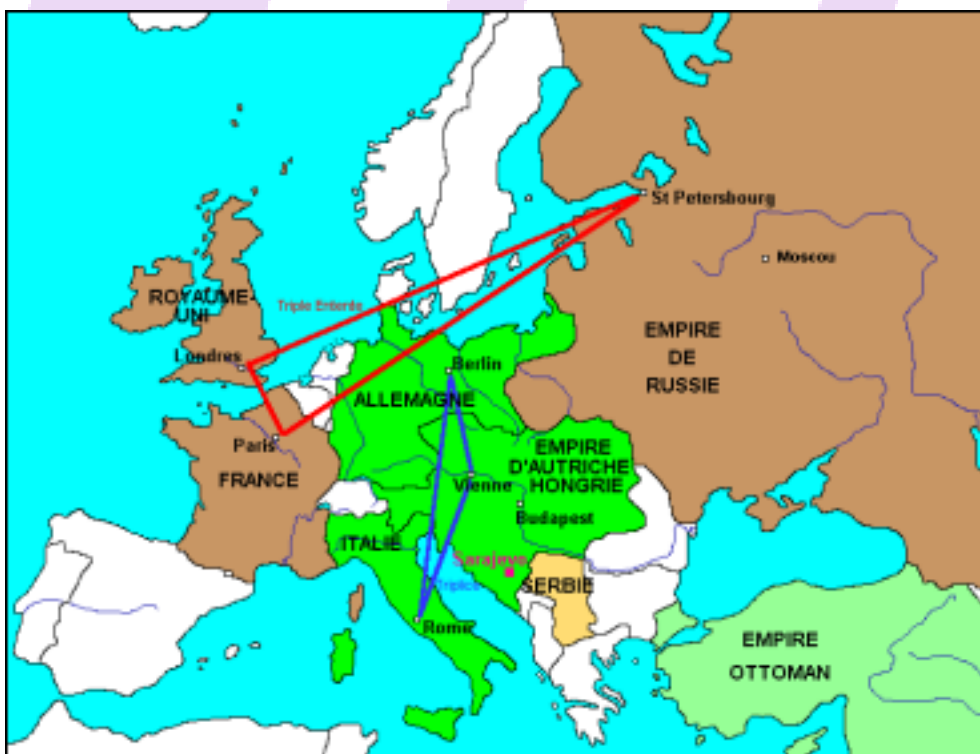 St Petersbourg
Moscou
ROYAUME-
UNI
Triple Entente
EMPIRE
DE
RUSSIE
Londres
Berlin
ALLEMAGNE
Paris
FRANCE
EMPIRE
D'AUTRICHE
HONGRIE
Vienne
Budapest
ITALIE
Sarajevo
SERBIE
Triplice
Rome
EMPIRE
OTTOMAN